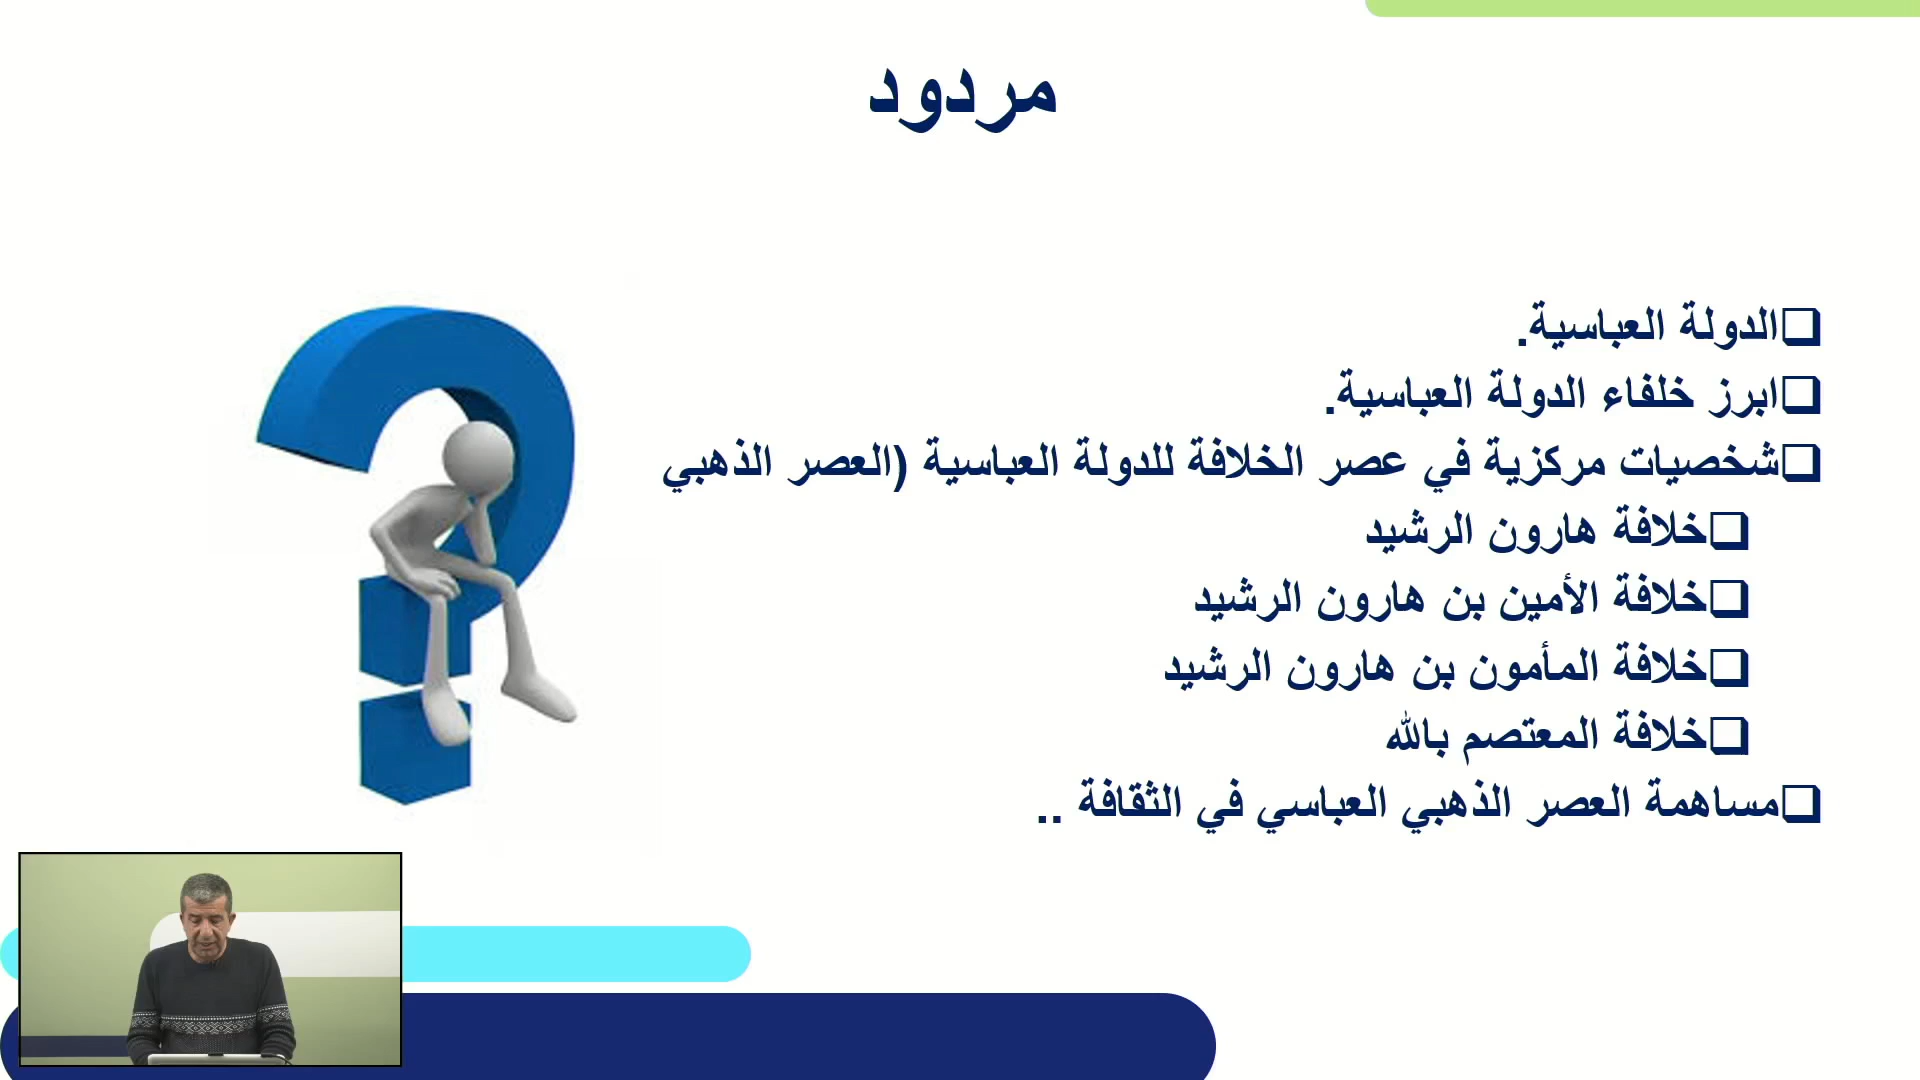 مردود
الدولة العباسية.
ابرز خلفاء الدولة العباسية.
شخصيات مركزية في عصر الخلافة للدولة العباسية (العصر الذهبي
خلافة هارون الرشيد
خلافة الأمين بن هارون الرشيد
خلافة المأمون بن هارون الرشيد
خلافة المعتصم بالله
مساهمة العصر الذهبي العباسي في الثقافة ..